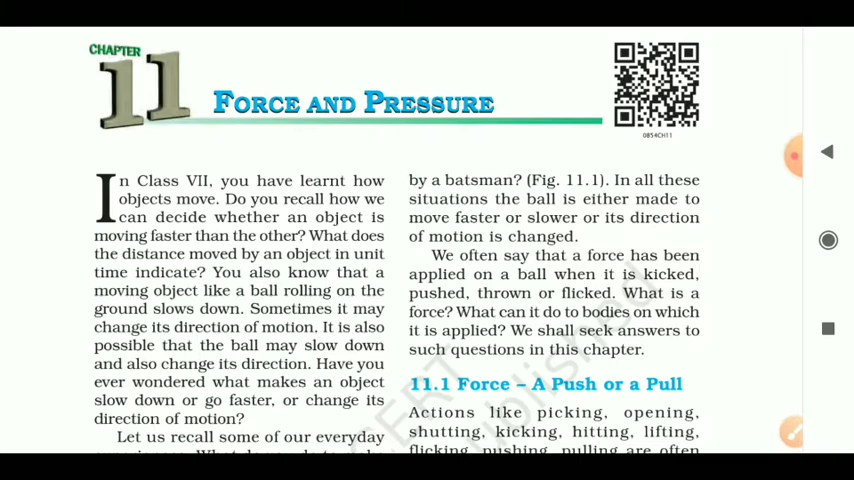 CHAPTER
11
FORCE AND PRESSURE
0854CH11
In Class VII, you have learnt how
objects move. Do you recall how we
can decide whether an object is
moving faster than the other? What does
the distance moved by an object in unit
time indicate? You also know that a
moving object like a ball rolling on the
ground slows down. Sometimes it may
change its direction of motion. It is also
possible that the ball may slow down
and also change its direction. Have you
ever wondered what makes an object
slow down or go faster, or change its
direction of motion?
Let us recall some of our everyday
by a batsman? (Fig. 11.1). In all these
situations the ball is either made to
move faster or slower or its direction
of motion is changed.
We often say that a force has been
applied on a ball when it is kicked,
pushed, thrown or flicked. What is a
force? What can it do to bodies on which
it is applied? We shall seek answers to
such questions in this chapter.
11.1 Force – A Push or a Pull
Actions like picking, opening,
shutting, kicking, hitting, lifting,
flicking, pushing, pulling are often